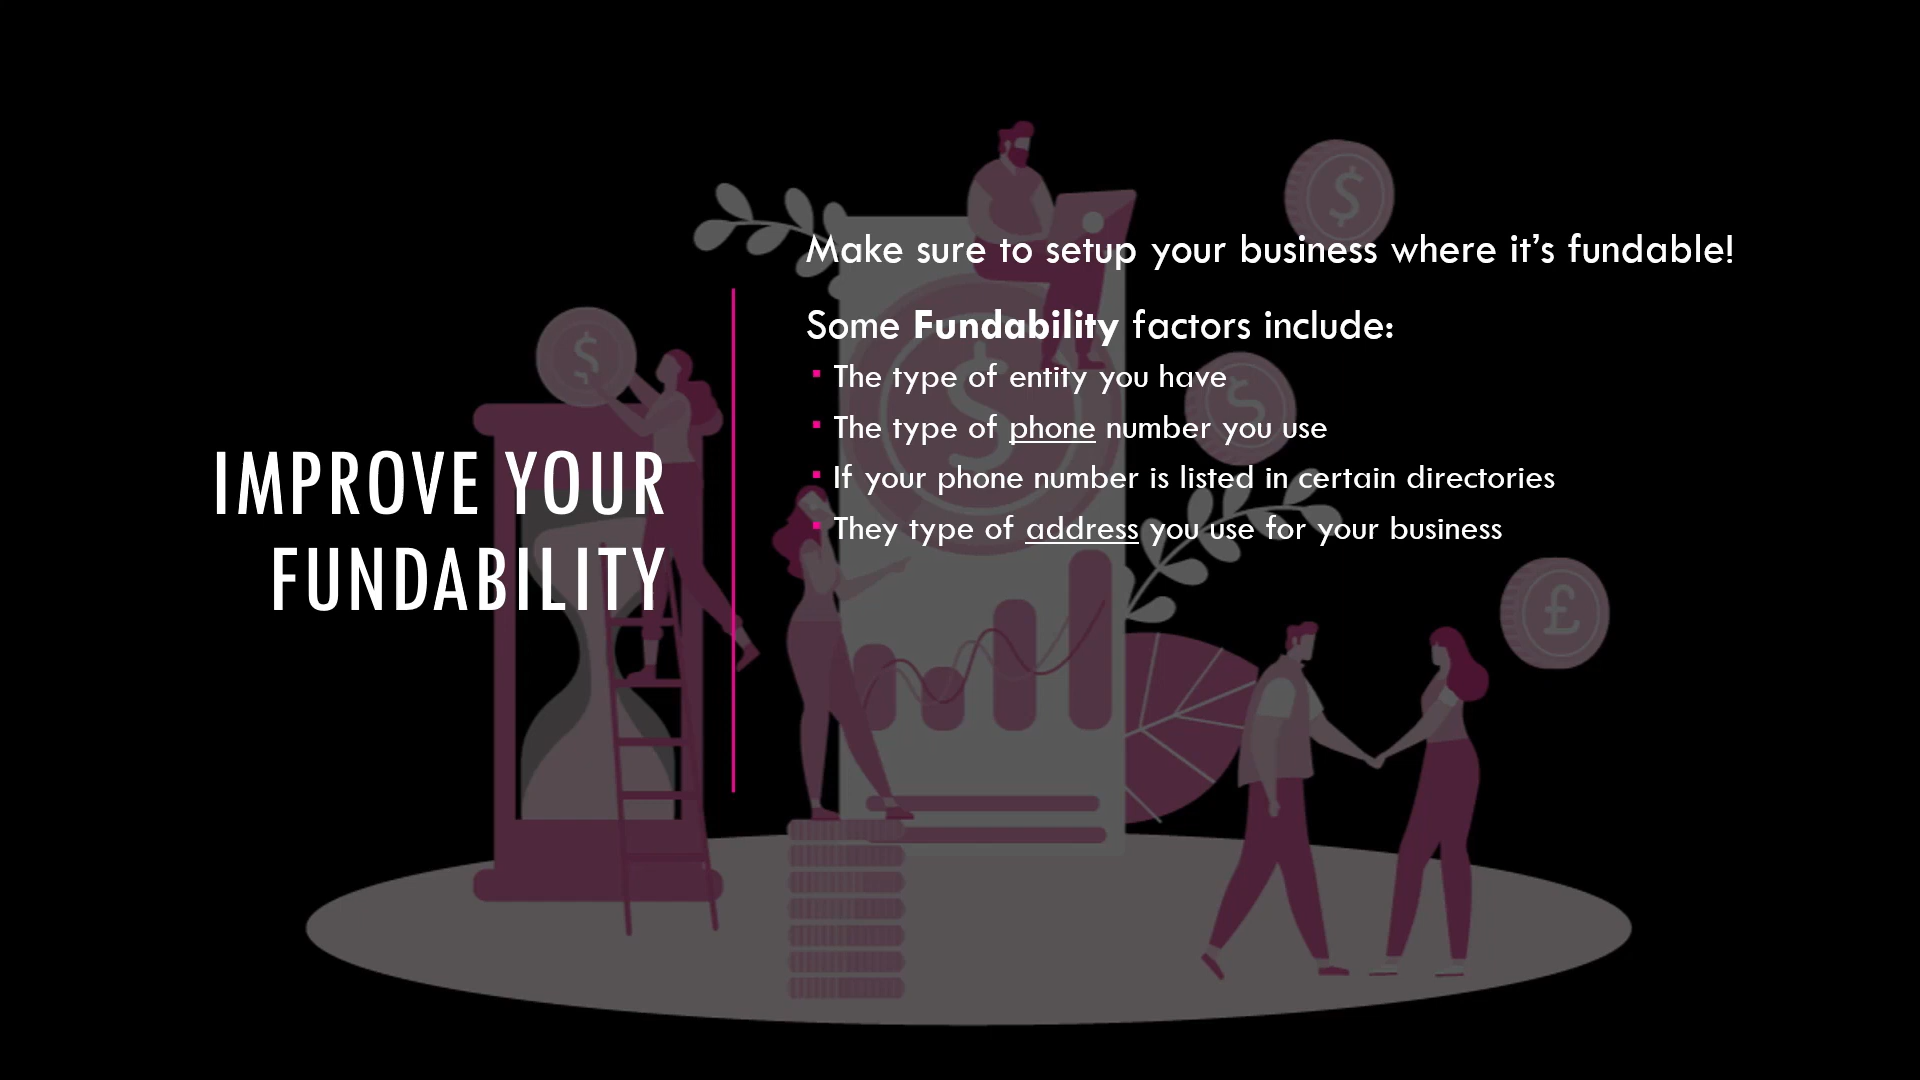 IMPROVE YOUR
FUNDABILITY
Make sure to setup your business where it’s fundable!
Some Fundability factors include:
▪ The type of entity you have
▪ The type of phone number you use
▪ If your phone number is listed in certain directories
▪ They type of address you use for your business
$
$
$
$
$
£